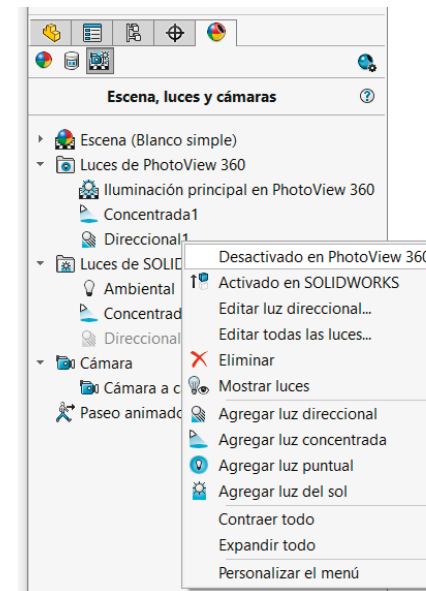 Escena, luces y cámaras
Escena (Blanco simple)
Luces de PhotoView 360
Iluminación principal en PhotoView 360
Concentrada1
Direccional1
Luces de SOLID
Ambiental
Concentrad
Direccional
Cámara
Cámara a c
Paseo animado
Desactivado en PhotoView 360
Activado en SOLIDWORKS
Editar luz direccional...
Editar todas las luces...
Eliminar
Mostrar luces
Agregar luz direccional
Agregar luz concentrada
Agregar luz puntual
Agregar luz del sol
Contraer todo
Expandir todo
Personalizar el menú